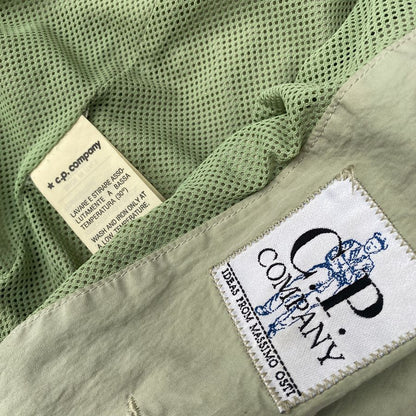 ★ c.p. company
LAVARE E STIRARE ASSO-
LUTAMENTE A BASSA
TEMPERATURA (30°)
WASH AND IRON ONLY AT
LOW TEMPERATURE.
C.P.
COMPANY
IDEAS FROM MASSIMO OSTI